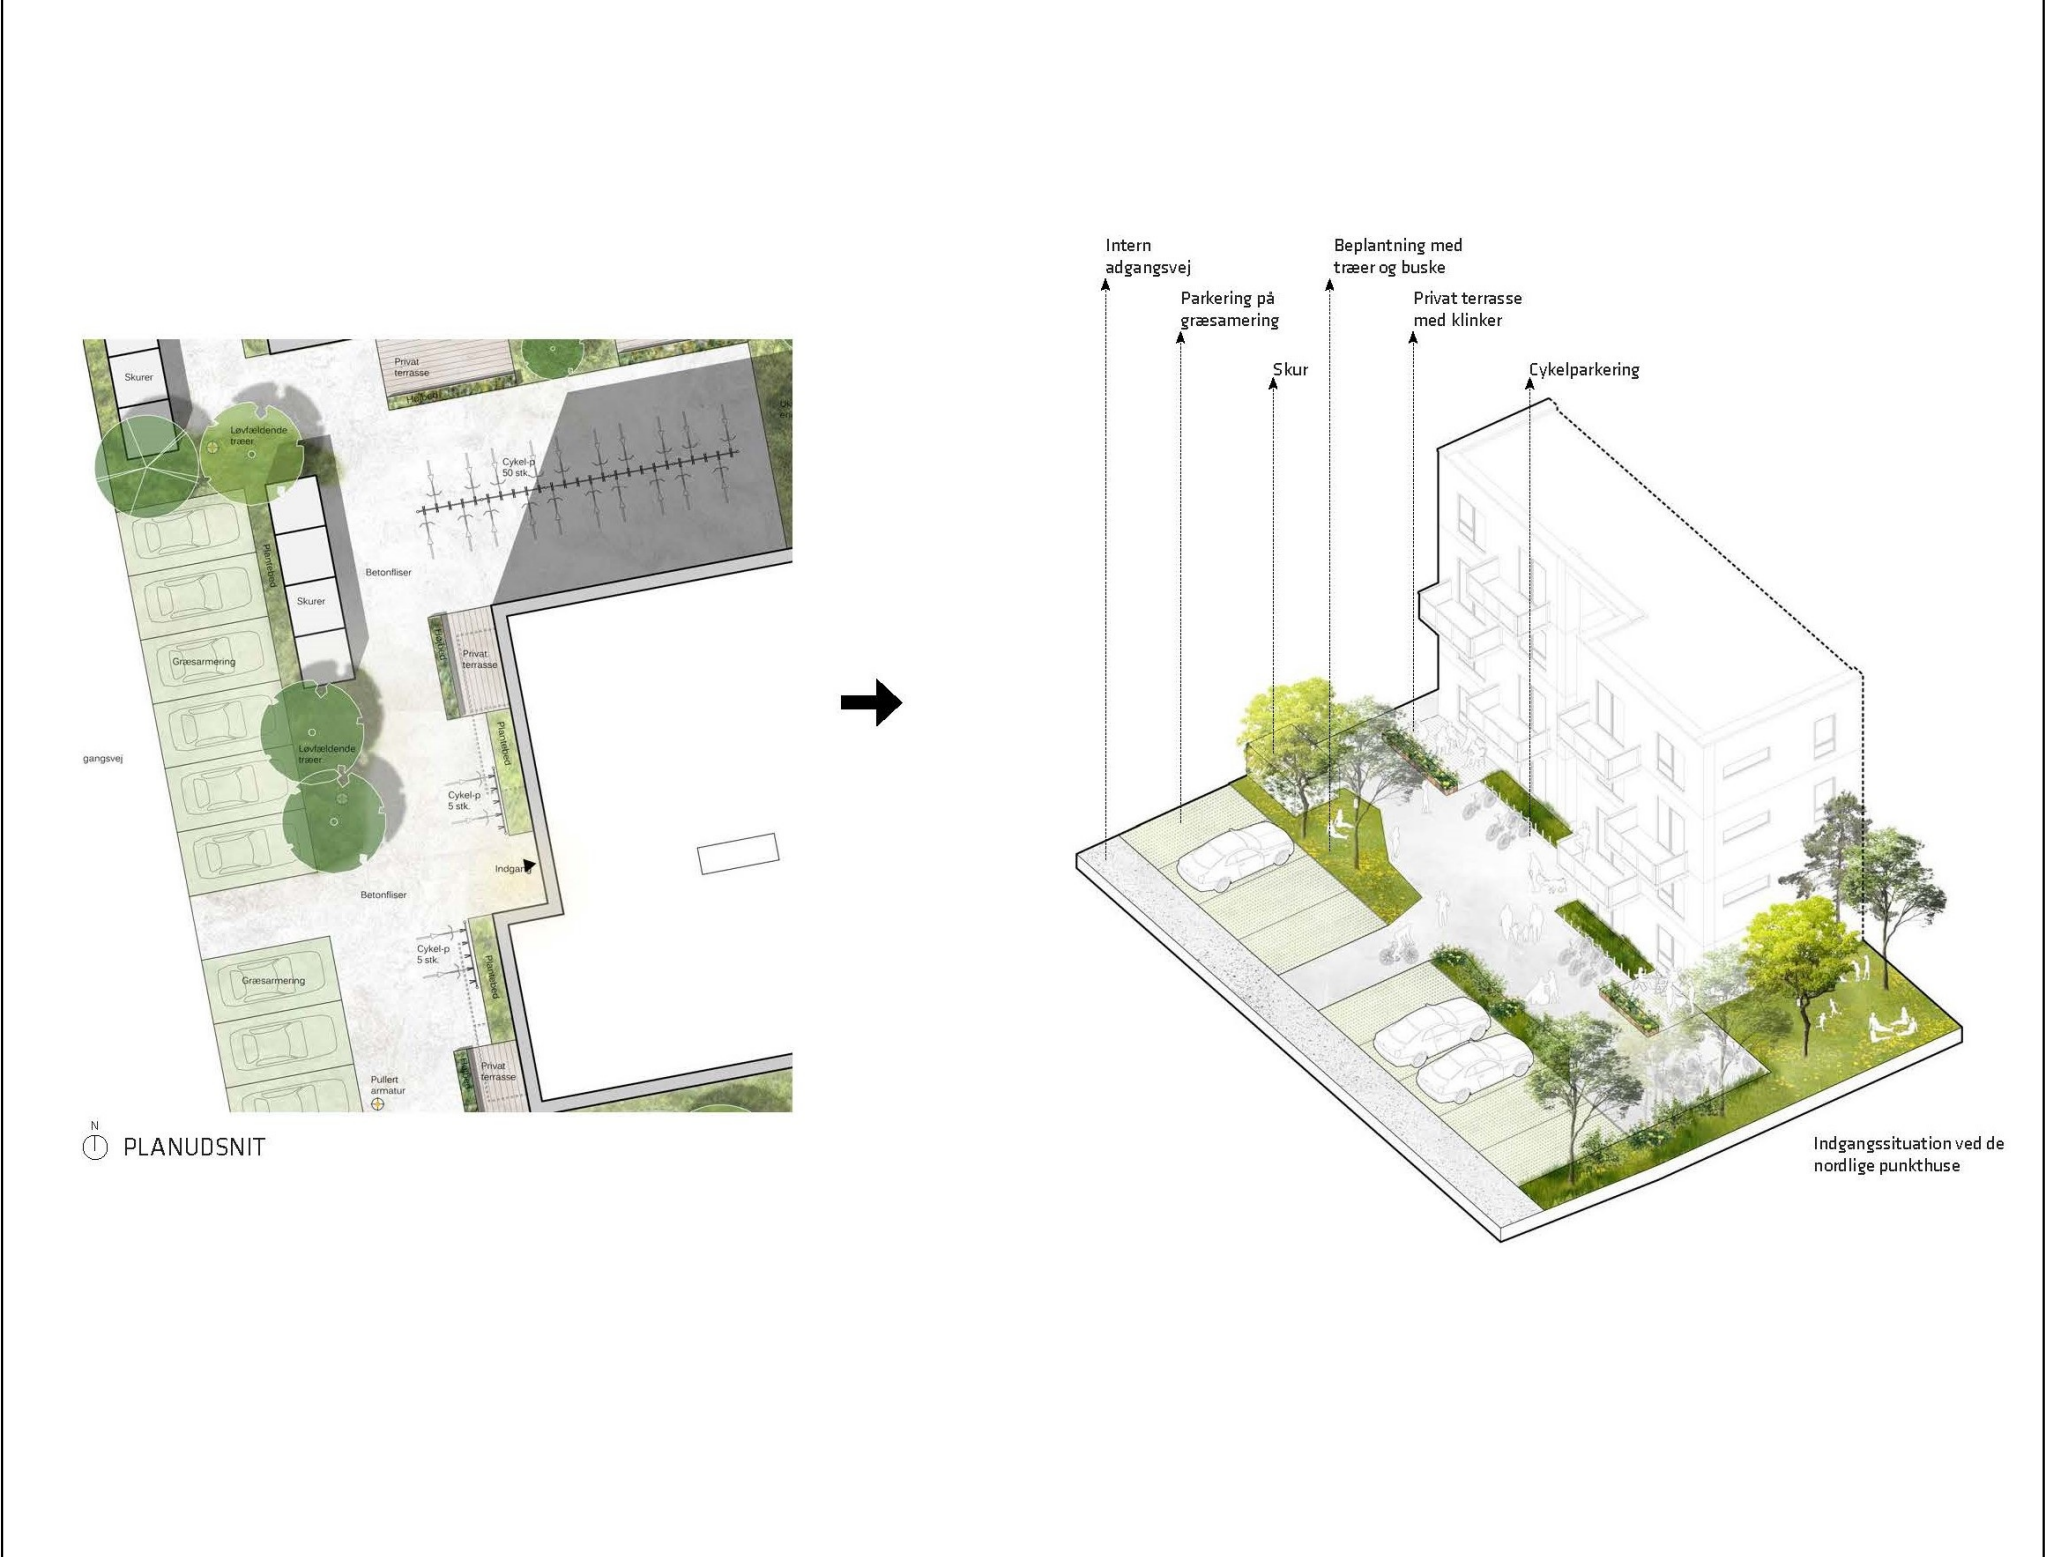 Intern
adgangsvej
Beplantning med
træer og buske
Parkering på
græsamering
Privat terrasse
med klinker
Skur
Cykelparkering
Skurer
Privat
terrasse
Højbed
Løvfældende
træer
Cykel-p
50 stk.
Plantebed
Betonfliser
Skurer
Højbed
Privat
terrasse
Græsarmering
Plantebed
Løvfældende
træer
gangsvej
Cykel-p
5 stk.
Indgang
Betonfliser
Cykel-p
5 stk.
Plantebed
Græsarmering
Privat
terrasse
Pullert
armatur
N
PLANUDSNIT
Indgangssituation ved de
nordlige punkthuse